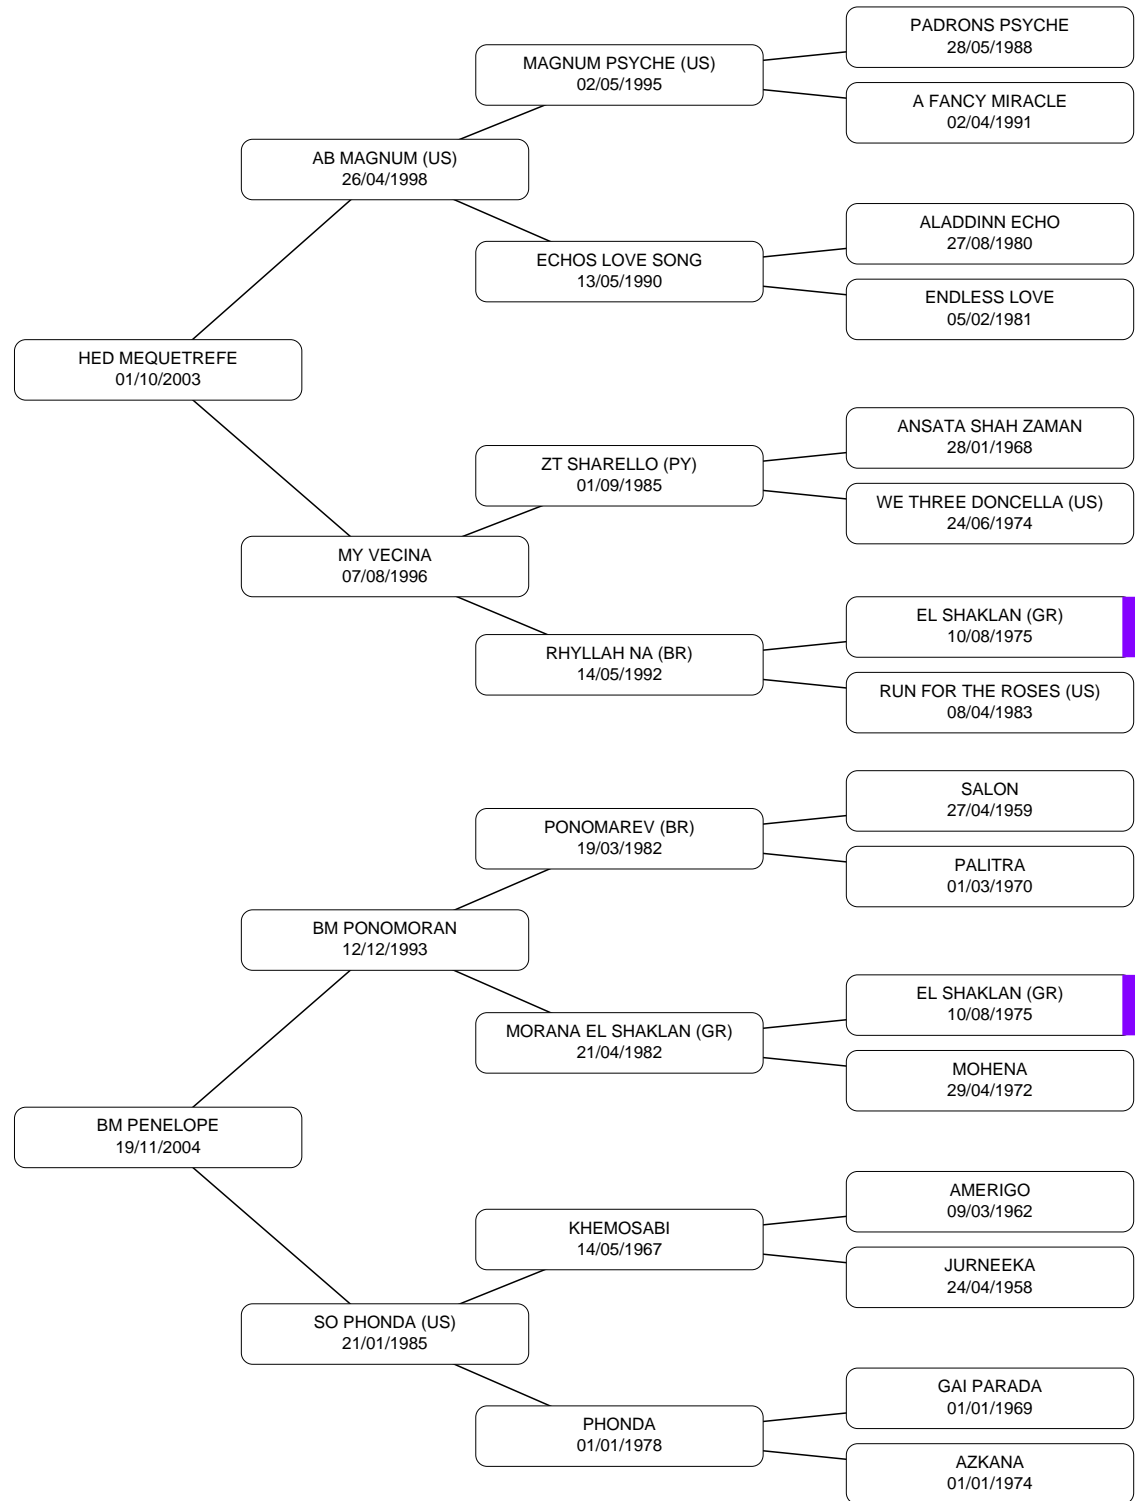 PADRONS PSYCHE
28/05/1988
MAGNUM PSYCHE (US)
02/05/1995
A FANCY MIRACLE
02/04/1991
AB MAGNUM (US)
26/04/1998
ALADDINN ECHO
27/08/1980
ECHOS LOVE SONG
13/05/1990
ENDLESS LOVE
05/02/1981
HED MEQUETREFE
01/10/2003
ANSATA SHAH ZAMAN
28/01/1968
ZT SHARELLO (PY)
01/09/1985
WE THREE DONCELLA (US)
24/06/1974
MY VECINA
07/08/1996
EL SHAKLAN (GR)
10/08/1975
RHYLLAH NA (BR)
14/05/1992
RUN FOR THE ROSES (US)
08/04/1983
SALON
27/04/1959
PONOMAREV (BR)
19/03/1982
PALITRA
01/03/1970
BM PONOMORAN
12/12/1993
EL SHAKLAN (GR)
10/08/1975
MORANA EL SHAKLAN (GR)
21/04/1982
MOHENA
29/04/1972
BM PENELOPE
19/11/2004
AMERIGO
09/03/1962
KHEMOSABI
14/05/1967
JURNEEKA
24/04/1958
SO PHONDA (US)
21/01/1985
GAI PARADA
01/01/1969
PHONDA
01/01/1978
AZKANA
01/01/1974